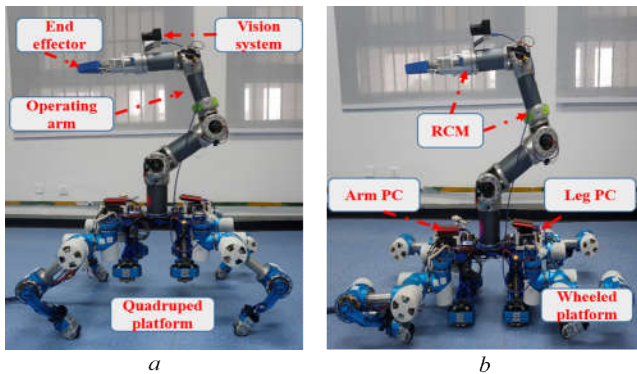 End
effector
Vision
system
Operating
arm
Quadruped
platform
a
RCM
Arm PC
Leg PC
Wheeled
platform
b